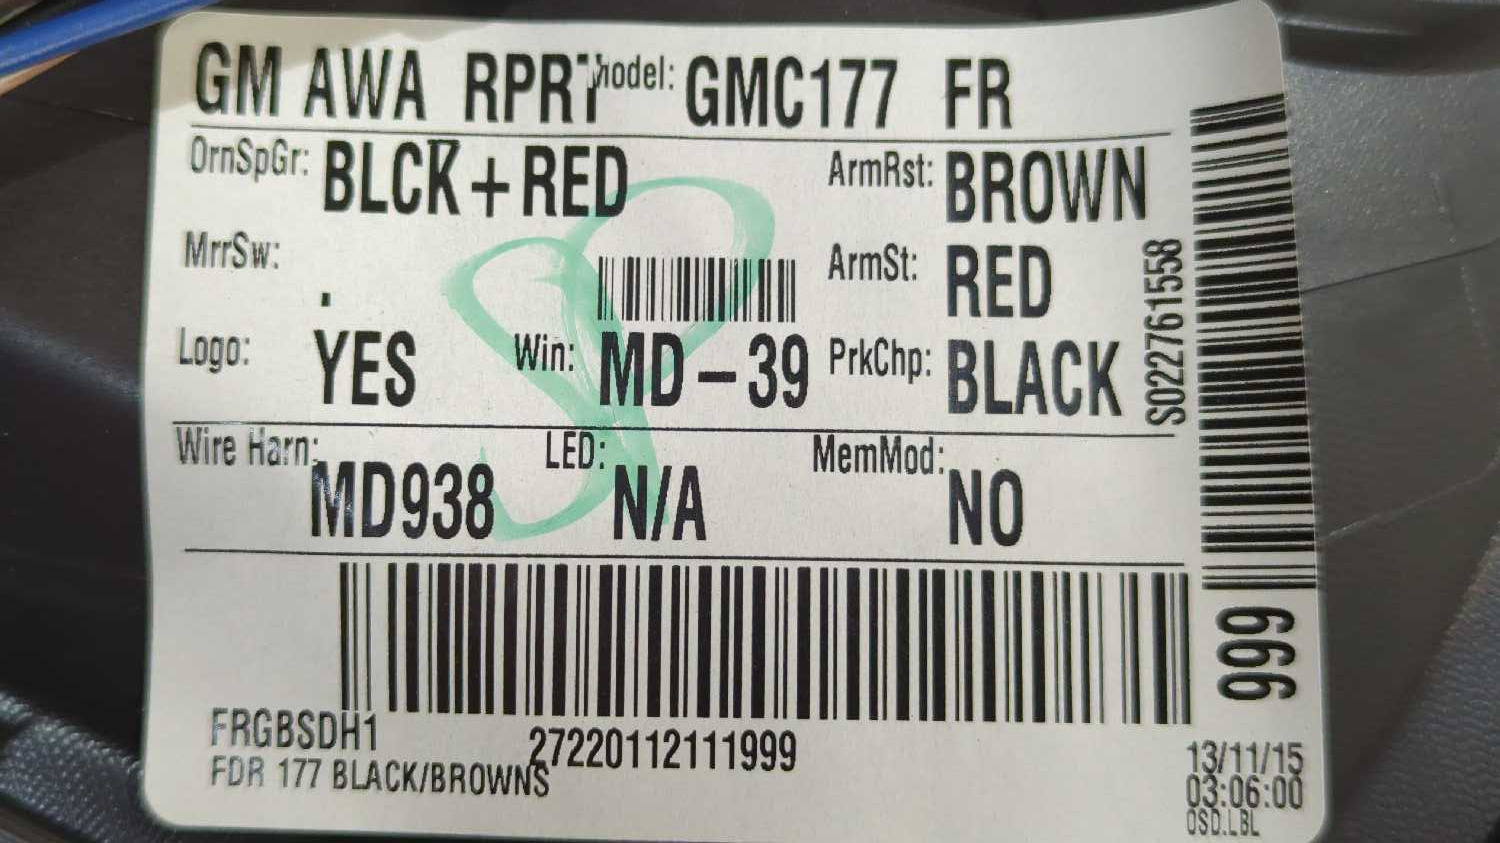 GM AWA RPRT Model: GMC177 FR
OrnSpGr: BLCK+RED ArmRst: BROWN
MrrSw: . ArmSt: RED
Logo: YES Win: MD-39 PrkChp: BLACK
Wire Harn: MD938 LED: N/A MemMod: NO
S022761558
999
FRGBSDH1 27220112111999
FDR 177 BLACK/BROWNS
13/11/15
03:06:00
OSD.LBL